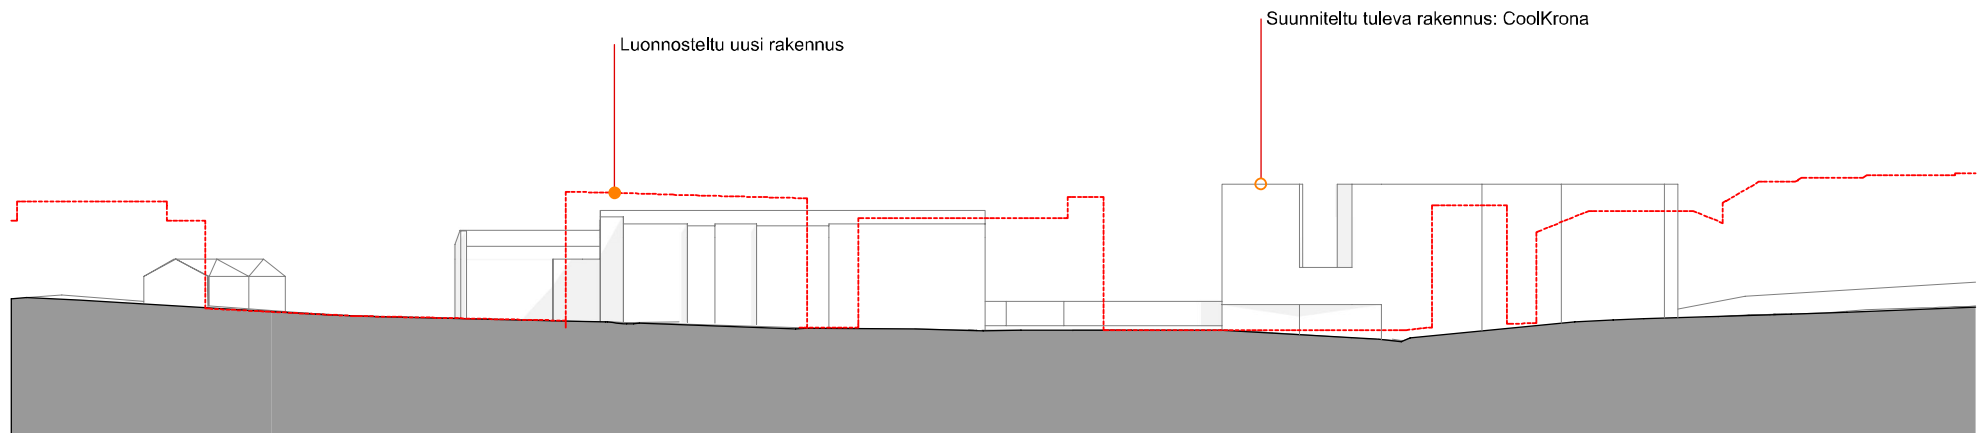 Suunniteltu tuleva rakennus: CoolKrona
Luonnosteltu uusi rakennus